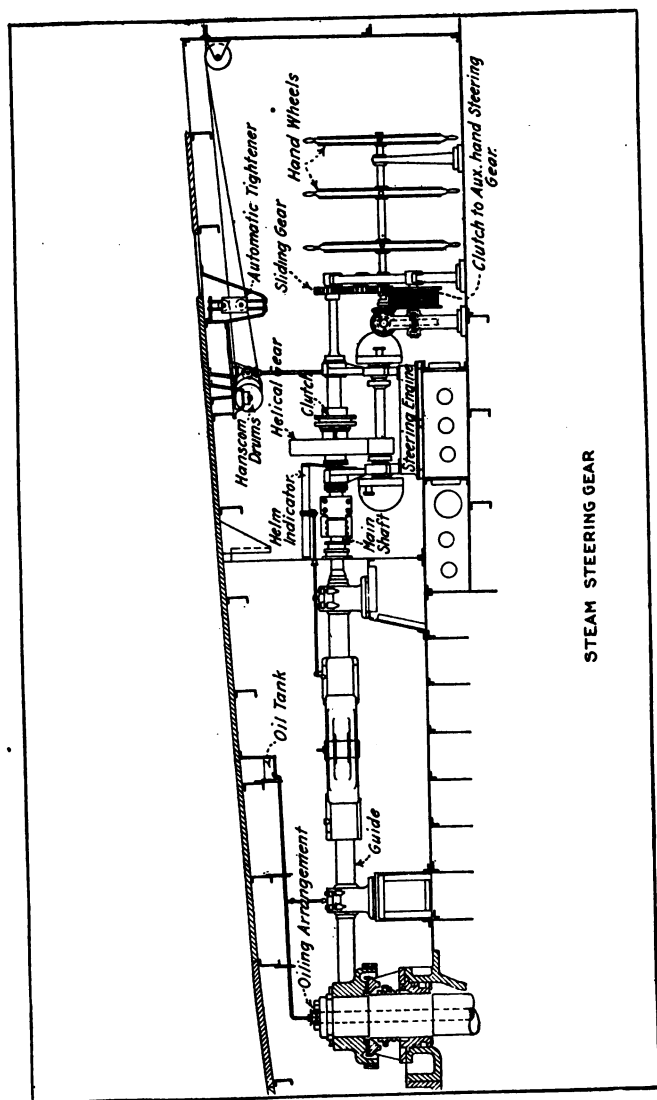 Hand Wheels
Automatic Tightener
Sliding Gear
Clutch to Aux. hand Steering
Gear.
Hanscom
Drums
Helical Gear
Clutch
Steering Engine
Helm
Indicator
Main
Shaft
Oil Tank
Guide
Oiling Arrangement
STEAM STEERING GEAR